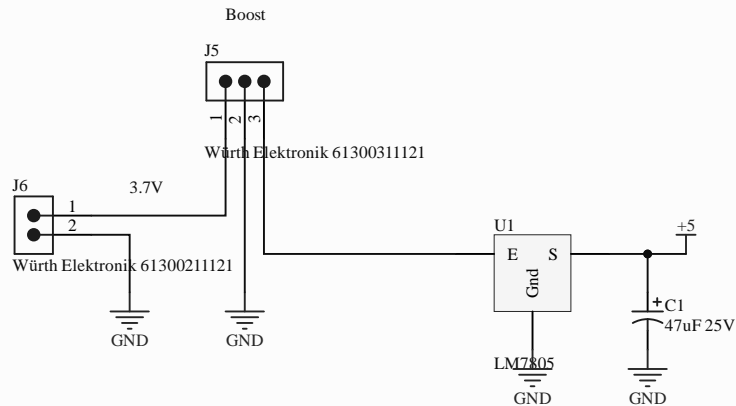 Boost
J5
1
2
3
Würth Elektronik 61300311121
J6
3.7V
1
2
Würth Elektronik 61300211121
GND
GND
U1
E S
Gnd
LM7805
GND
+5
+
C1
47uF 25V
GND